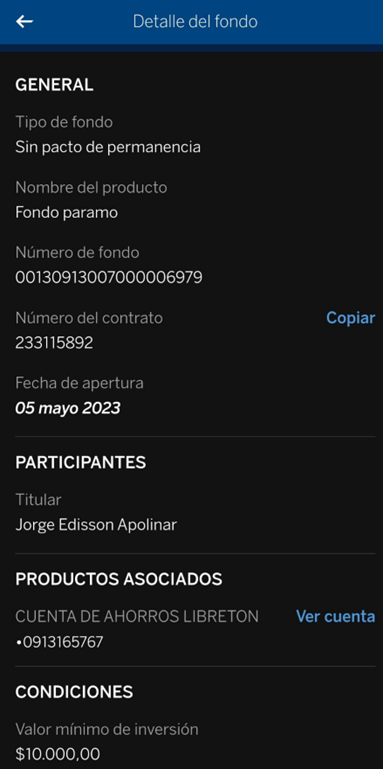 Detalle del fondo
GENERAL
Tipo de fondo
Sin pacto de permanencia
Nombre del producto
Fondo paramo
Número de fondo
00130913007000006979
Número del contrato
Copiar
233115892
Fecha de apertura
05 mayo 2023
PARTICIPANTES
Titular
Jorge Edisson Apolinar
PRODUCTOS ASOCIADOS
CUENTA DE AHORROS LIBRETON
Ver cuenta
•0913165767
CONDICIONES
Valor mínimo de inversión
$10.000,00